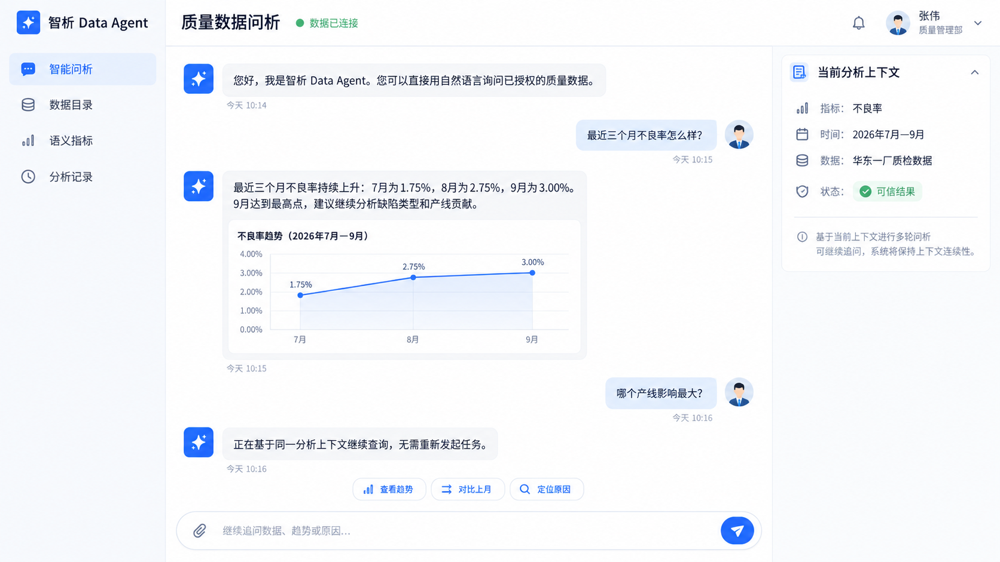 智析 Data Agent
智能问析
数据目录
语义指标
分析记录
质量数据问析
数据已连接
张伟
质量管理部
您好，我是智析 Data Agent。您可以直接用自然语言询问已授权的质量数据。
今天 10:14
最近三个月不良率怎么样？
今天 10:15
最近三个月不良率持续上升：7月为1.75%，8月为2.75%，9月为3.00%。
9月达到最高点，建议继续分析缺陷类型和产线贡献。
不良率趋势（2026年7月—9月）
4.00%
3.00%
2.00%
1.00%
0.00%
1.75%
2.75%
3.00%
7月
8月
9月
今天 10:15
哪个产线影响最大？
今天 10:16
正在基于同一分析上下文继续查询，无需重新发起任务。
今天 10:16
查看趋势
对比上月
定位原因
继续追问数据、趋势或原因…
当前分析上下文
指标： 不良率
时间： 2026年7月—9月
数据： 华东一厂质检数据
状态： 可信结果
基于当前上下文进行多轮问析
可继续追问，系统将保持上下文连续性。